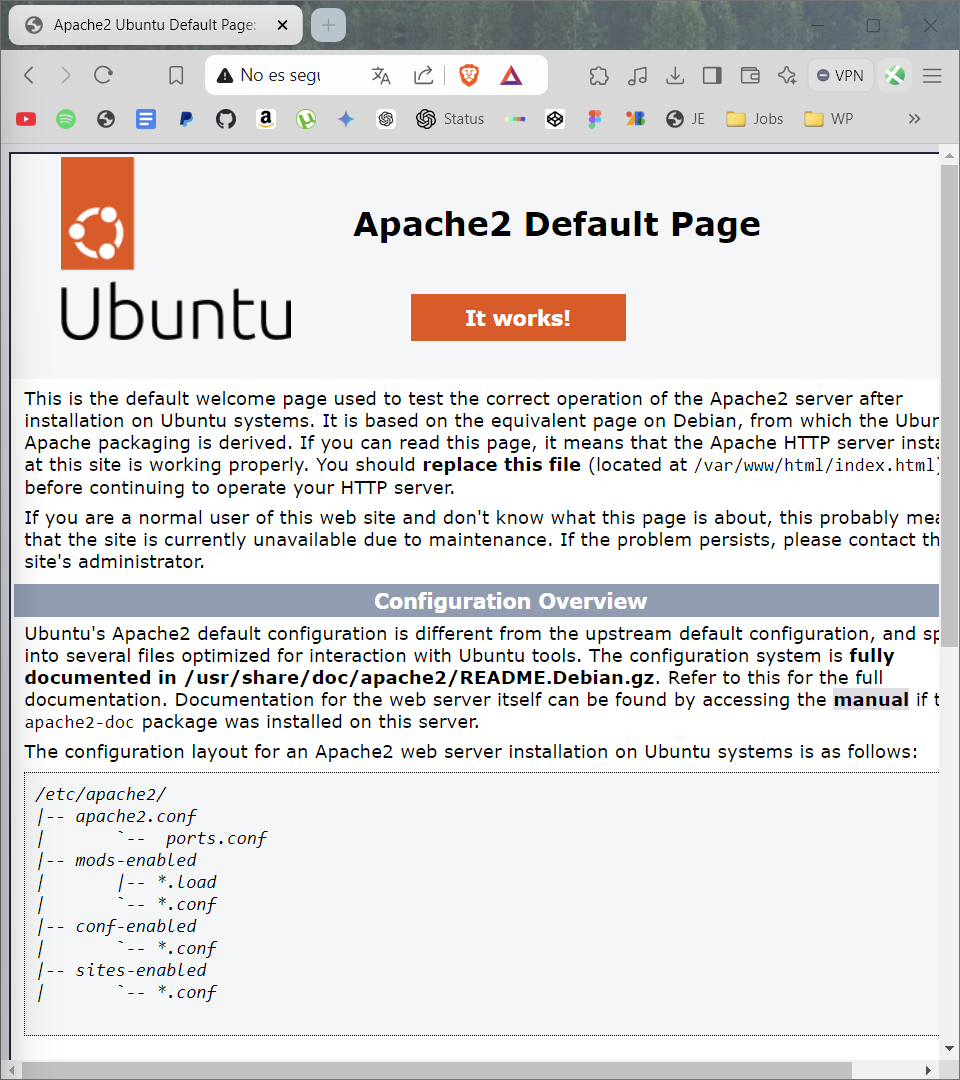 Apache2 Ubuntu Default Page:
No es segu
VPN
Status
JE
Jobs
WP
Ubuntu
Apache2 Default Page
It works!
This is the default welcome page used to test the correct operation of the Apache2 server after
installation on Ubuntu systems. It is based on the equivalent page on Debian, from which the Ubun
Apache packaging is derived. If you can read this page, it means that the Apache HTTP server insta
at this site is working properly. You should replace this file (located at /var/www/html/index.html)
before continuing to operate your HTTP server.
If you are a normal user of this web site and don't know what this page is about, this probably mea
that the site is currently unavailable due to maintenance. If the problem persists, please contact th
site's administrator.
Configuration Overview
Ubuntu's Apache2 default configuration is different from the upstream default configuration, and sp
into several files optimized for interaction with Ubuntu tools. The configuration system is fully
documented in /usr/share/doc/apache2/README.Debian.gz. Refer to this for the full
documentation. Documentation for the web server itself can be found by accessing the manual if t
apache2-doc package was installed on this server.
The configuration layout for an Apache2 web server installation on Ubuntu systems is as follows:
/etc/apache2/
|-- apache2.conf
|       `--  ports.conf
|-- mods-enabled
|       |-- *.load
|       `-- *.conf
|-- conf-enabled
|       `-- *.conf
|-- sites-enabled
|       `-- *.conf